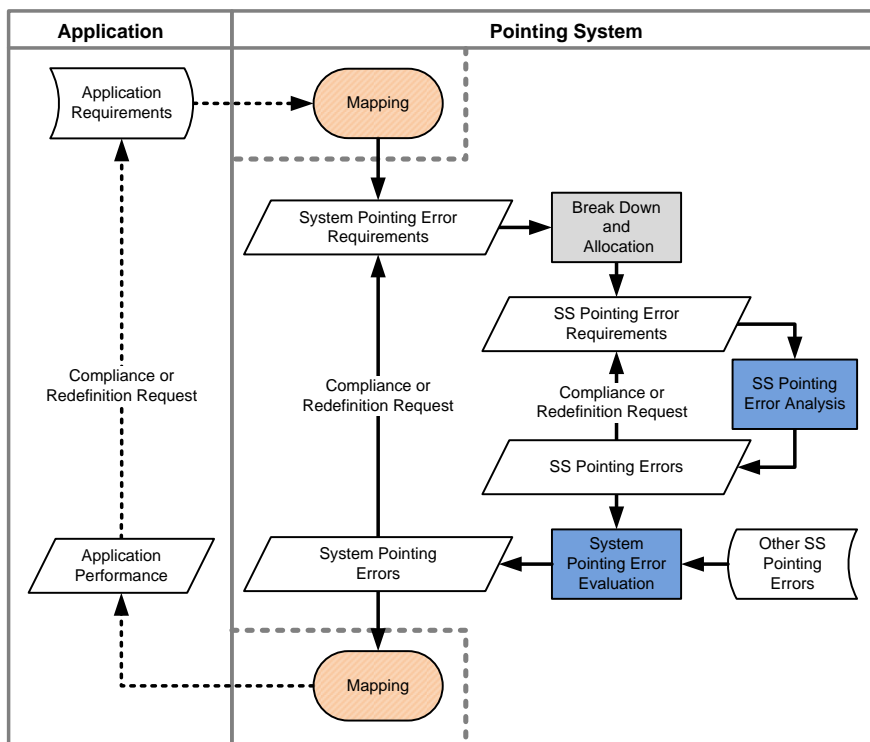 Application
Pointing System
Application
Requirements
Mapping
System Pointing Error
Requirements
Break Down
and
Allocation
SS Pointing Error
Requirements
Compliance or
Redefinition Request
Compliance or
Redefinition Request
Compliance or
Redefinition Request
SS Pointing
Error Analysis
SS Pointing Errors
Application
Performance
System Pointing
Errors
System
Pointing Error
Evaluation
Other SS
Pointing
Errors
Mapping